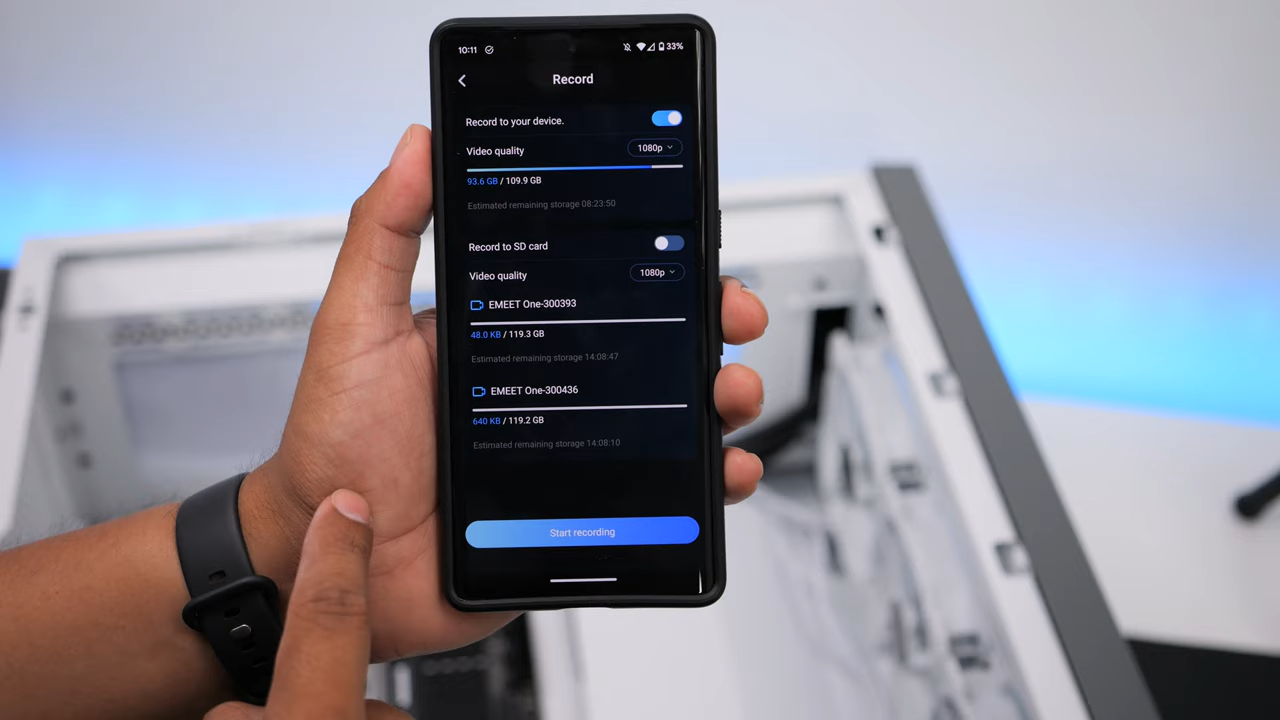 10:11
33%
Record
Record to your device.
Video quality
1080p
93.6 GB / 109.9 GB
Estimated remaining storage 08:23:50
Record to SD card
Video quality
1080p
EMEET One-300393
48.0 KB / 119.3 GB
Estimated remaining storage 14:08:47
EMEET One-300436
640 KB / 119.2 GB
Estimated remaining storage 14:08:10
Start recording